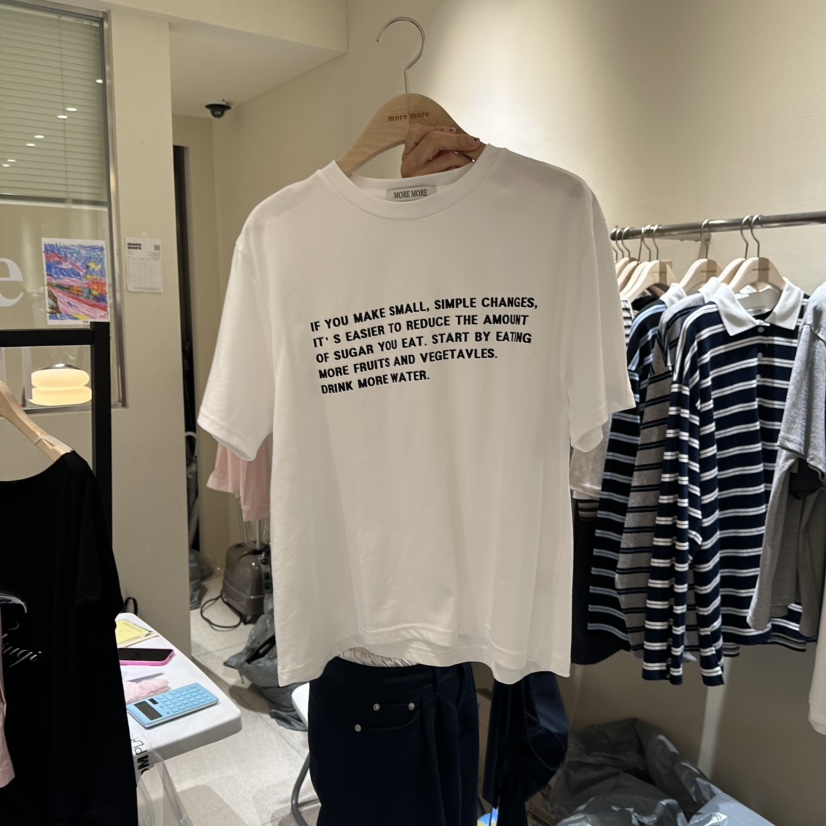 more more
MORE MORE
IF YOU MAKE SMALL, SIMPLE CHANGES,
IT'S EASIER TO REDUCE THE AMOUNT
OF SUGAR YOU EAT. START BY EATING
MORE FRUITS AND VEGETAVLES.
DRINK MORE WATER.
e